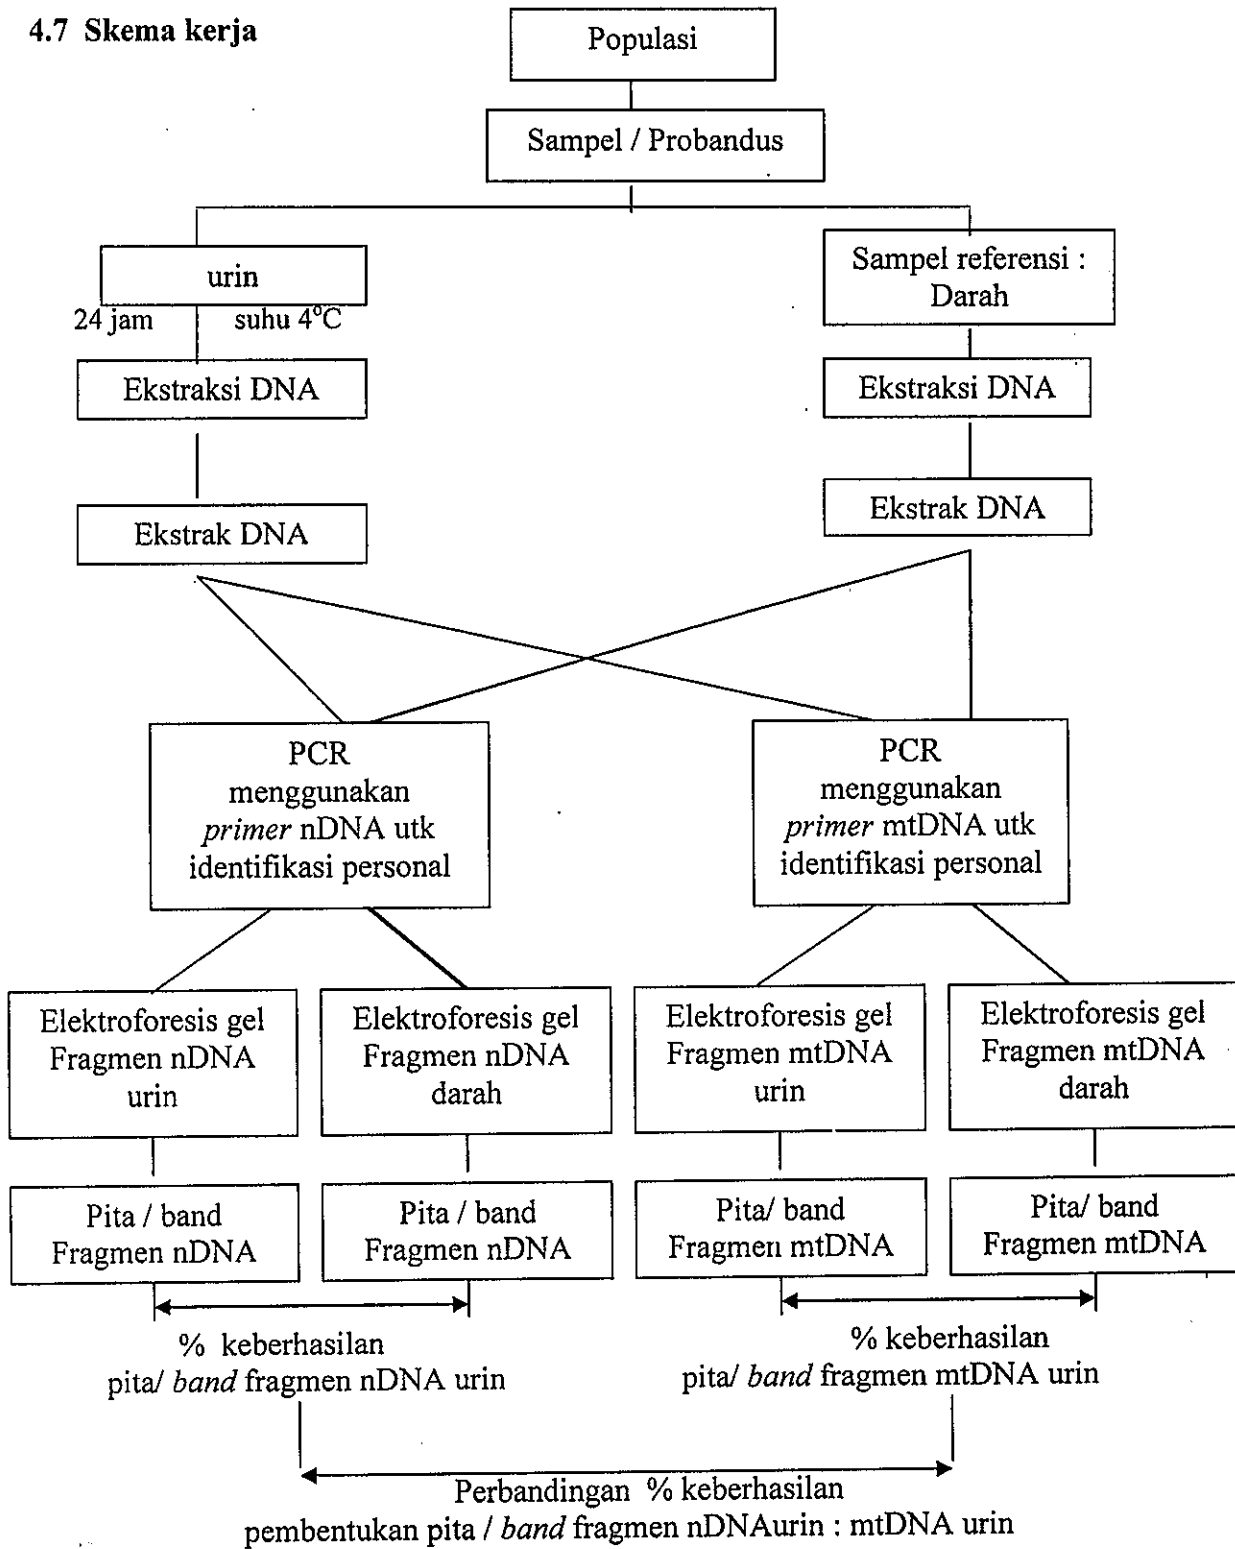 4.7 Skema kerja
Populasi
Sampel / Probandus
urin
24 jam suhu 4°C
Ekstraksi DNA
Ekstrak DNA
Sampel referensi :
Darah
Ekstraksi DNA
Ekstrak DNA
PCR
menggunakan
primer nDNA utk
identifikasi personal
PCR
menggunakan
primer mtDNA utk
identifikasi personal
Elektroforesis gel
Fragmen nDNA
urin
Elektroforesis gel
Fragmen nDNA
darah
Elektroforesis gel
Fragmen mtDNA
urin
Elektroforesis gel
Fragmen mtDNA
darah
Pita / band
Fragmen nDNA
Pita / band
Fragmen nDNA
Pita/ band
Fragmen mtDNA
Pita/ band
Fragmen mtDNA
% keberhasilan
pita/ band fragmen nDNA urin
% keberhasilan
pita/ band fragmen mtDNA urin
Perbandingan % keberhasilan
pembentukan pita / band fragmen nDNAurin : mtDNA urin